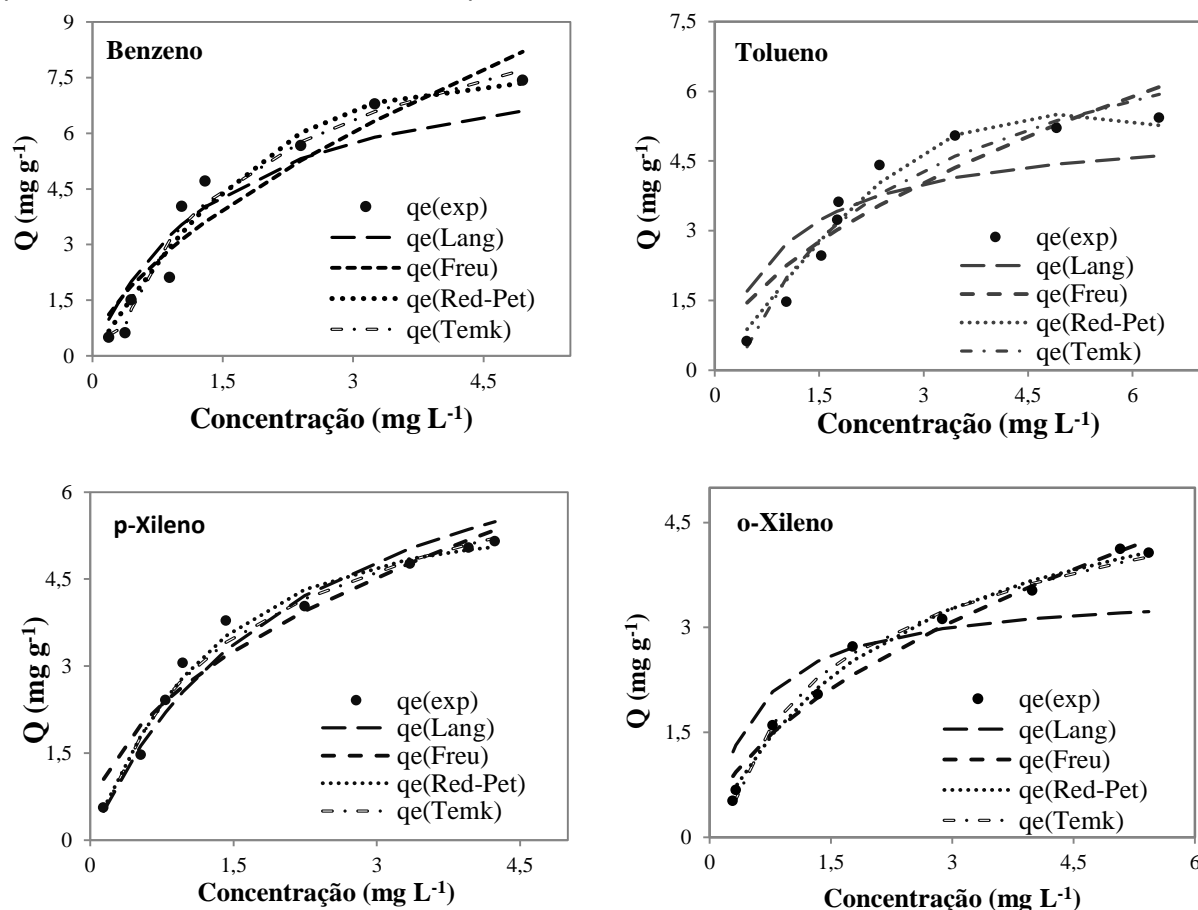 Benzeno
9
7,5
6
4,5
3
1,5
0
Q (mg g-1)
qe(exp)
qe(Lang)
qe(Freu)
qe(Red-Pet)
qe(Temk)
0
1,5
3
4,5
Concentração (mg L-1)
Tolueno
7,5
6
4,5
3
1,5
0
Q (mg g-1)
qe(exp)
qe(Lang)
qe(Freu)
qe(Red-Pet)
qe(Temk)
0
1,5
3
4,5
6
Concentração (mg L-1)
p-Xileno
6
4,5
3
1,5
0
Q (mg g-1)
qe(exp)
qe(Lang)
qe(Freu)
qe(Red-Pet)
qe(Temk)
0
1,5
3
4,5
Concentração (mg L-1)
o-Xileno
4,5
3
1,5
0
Q (mg g-1)
qe(exp)
qe(Lang)
qe(Freu)
qe(Red-Pet)
qe(Temk)
0
1,5
3
4,5
6
Concentração (mg L-1)